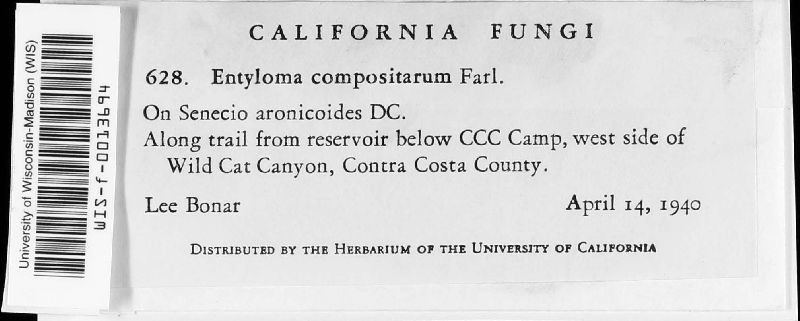 CALIFORNIA FUNGI
628. Entyloma compositarum Farl.
On Senecio aronicoides DC.
Along trail from reservoir below CCC Camp, west side of
Wild Cat Canyon, Contra Costa County.
Lee Bonar April 14, 1940
DISTRIBUTED BY THE HERBARIUM OF THE UNIVERSITY OF CALIFORNIA
University of Wisconsin-Madison (WIS)
WIS-f-0013694